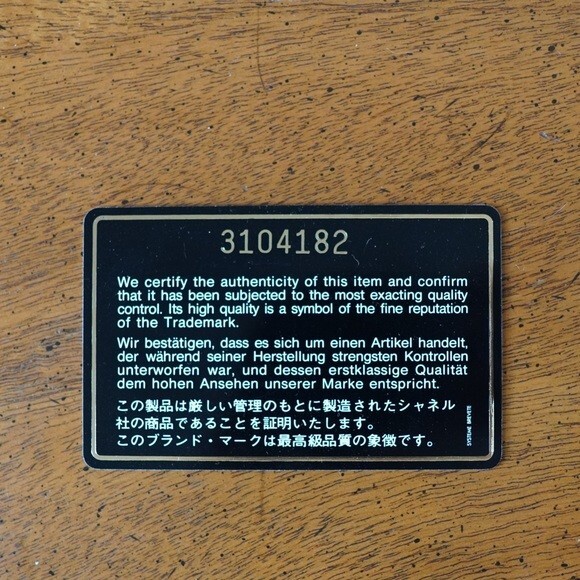 3104182
We certify the authenticity of this item and confirm
that it has been subjected to the most exacting quality
control. Its high quality is a symbol of the fine reputation
of the Trademark.
Wir bestätigen, dass es sich um einen Artikel handelt,
der während seiner Herstellung strengsten Kontrollen
unterworfen war, und dessen erstklassige Qualität
dem hohen Ansehen unserer Marke entspricht.
この製品は厳しい管理のもとに製造されたシャネル
社の商品であることを証明いたします。
このブランド・マークは最高級品質の象徴です。
SYSTEME BREVETE